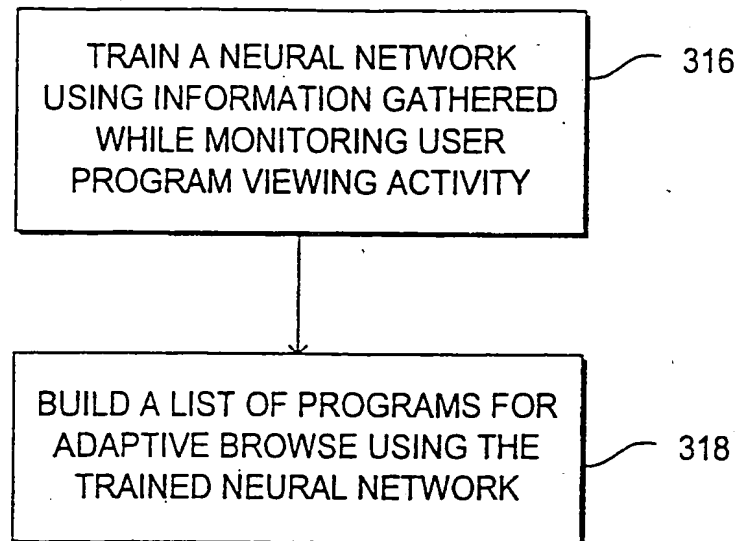 TRAIN A NEURAL NETWORK
USING INFORMATION GATHERED
WHILE MONITORING USER
PROGRAM VIEWING ACTIVITY
316
BUILD A LIST OF PROGRAMS FOR
ADAPTIVE BROWSE USING THE
TRAINED NEURAL NETWORK
318